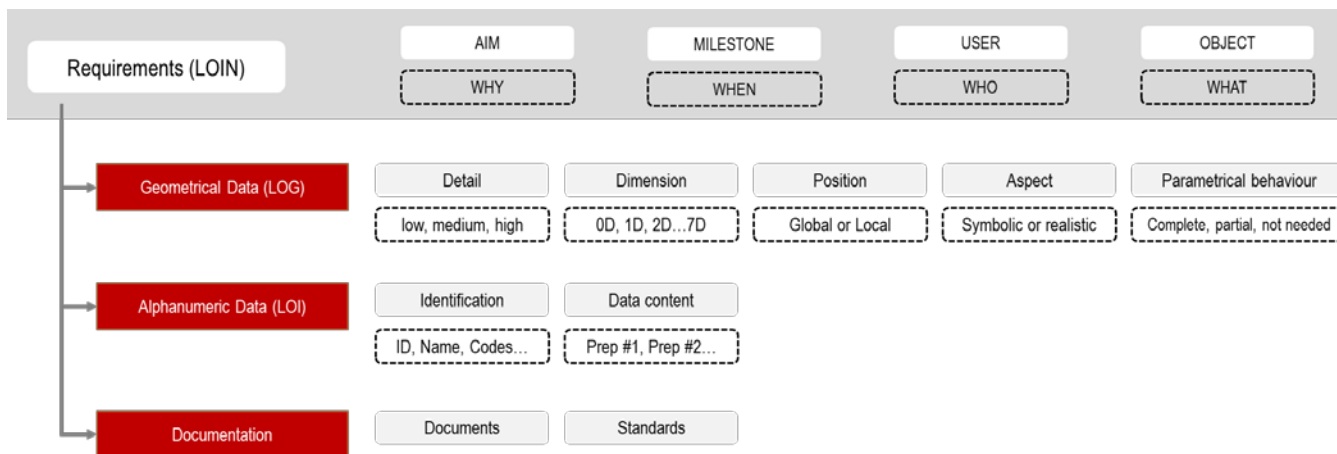 Requirements (LOIN)
AIM
MILESTONE
USER
OBJECT
WHY
WHEN
WHO
WHAT
Geometrical Data (LOG)
Detail
Dimension
Position
Aspect
Parametrical behaviour
low, medium, high
0D, 1D, 2D...7D
Global or Local
Symbolic or realistic
Complete, partial, not needed
Alphanumeric Data (LOI)
Identification
Data content
ID, Name, Codes...
Prep #1, Prep #2...
Documentation
Documents
Standards